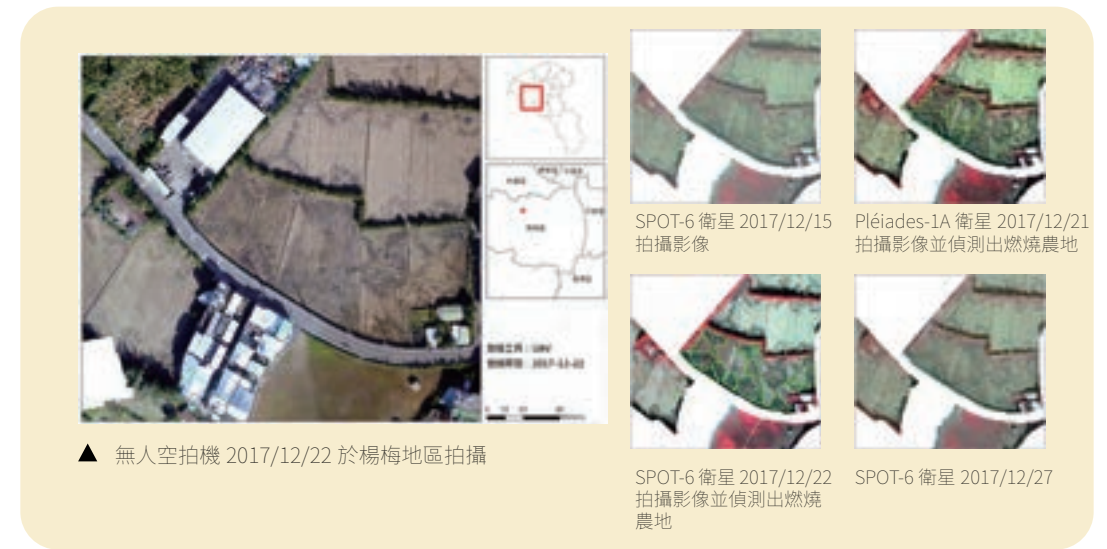 無人空拍機 2017/12/22 於楊梅地區拍攝
SPOT-6 衛星 2017/12/15
拍攝影像
Pléiades-1A 衛星 2017/12/21
拍攝影像並偵測出燃燒農地
SPOT-6 衛星 2017/12/22
拍攝影像並偵測出燃燒
農地
SPOT-6 衛星 2017/12/27